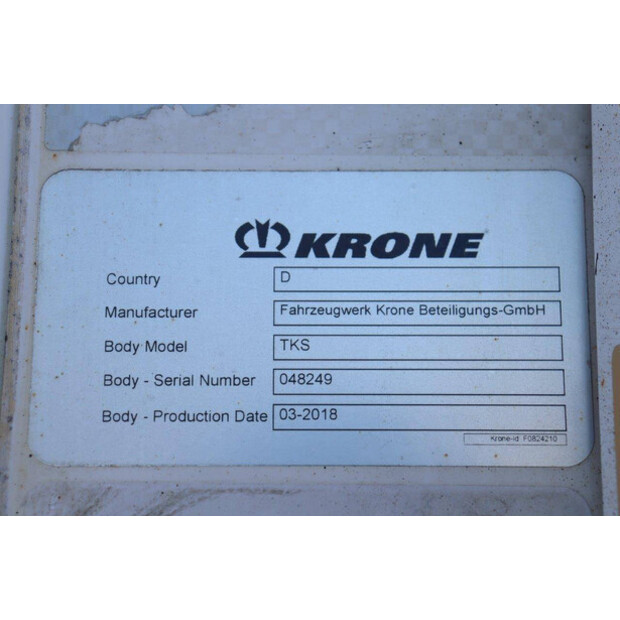 KRONE
Country D
Manufacturer Fahrzeugwerk Krone Beteiligungs-GmbH
Body Model TKS
Body - Serial Number 048249
Body - Production Date 03-2018
Krone-id F0824210